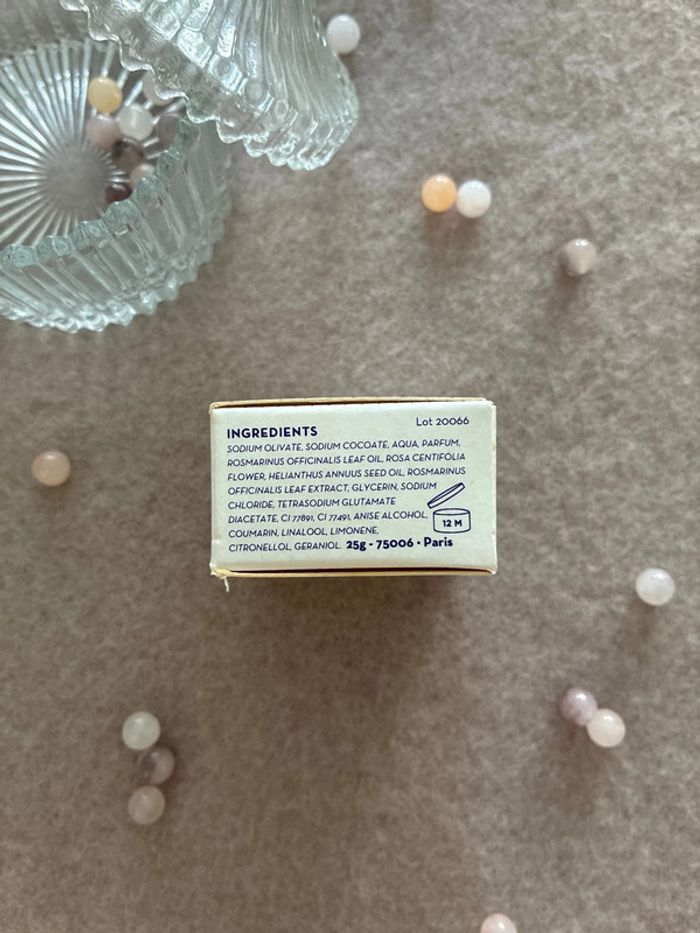 Lot 20066
INGREDIENTS
SODIUM OLIVATE, SODIUM COCOATE, AQUA, PARFUM,
ROSMARINUS OFFICINALIS LEAF OIL, ROSA CENTIFOLIA
FLOWER, HELIANTHUS ANNUUS SEED OIL, ROSMARINUS
OFFICINALIS LEAF EXTRACT, GLYCERIN, SODIUM
CHLORIDE, TETRASODIUM GLUTAMATE
DIACETATE, CI 77891, CI 77491, ANISE ALCOHOL,
12 M
COUMARIN, LINALOOL, LIMONENE,
CITRONELLOL, GERANIOL. 25g - 75006 • Paris